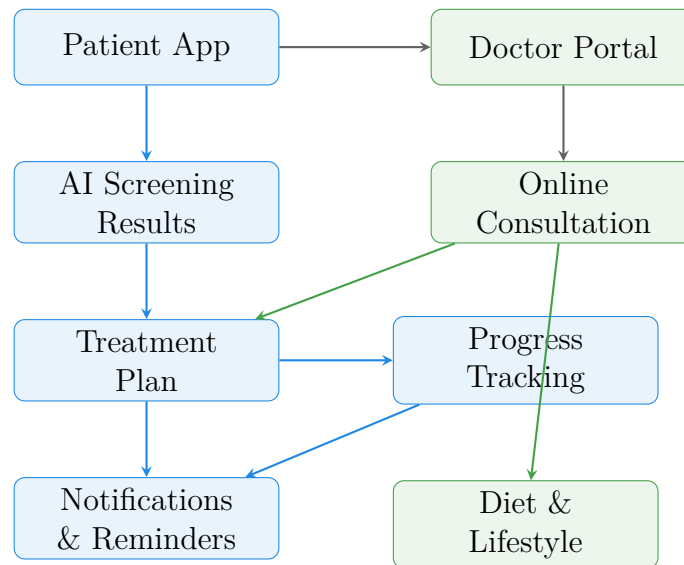 Patient App
Doctor Portal
AI Screening
Results
Online
Consultation
Treatment
Plan
Progress
Tracking
Notifications
& Reminders
Diet &
Lifestyle